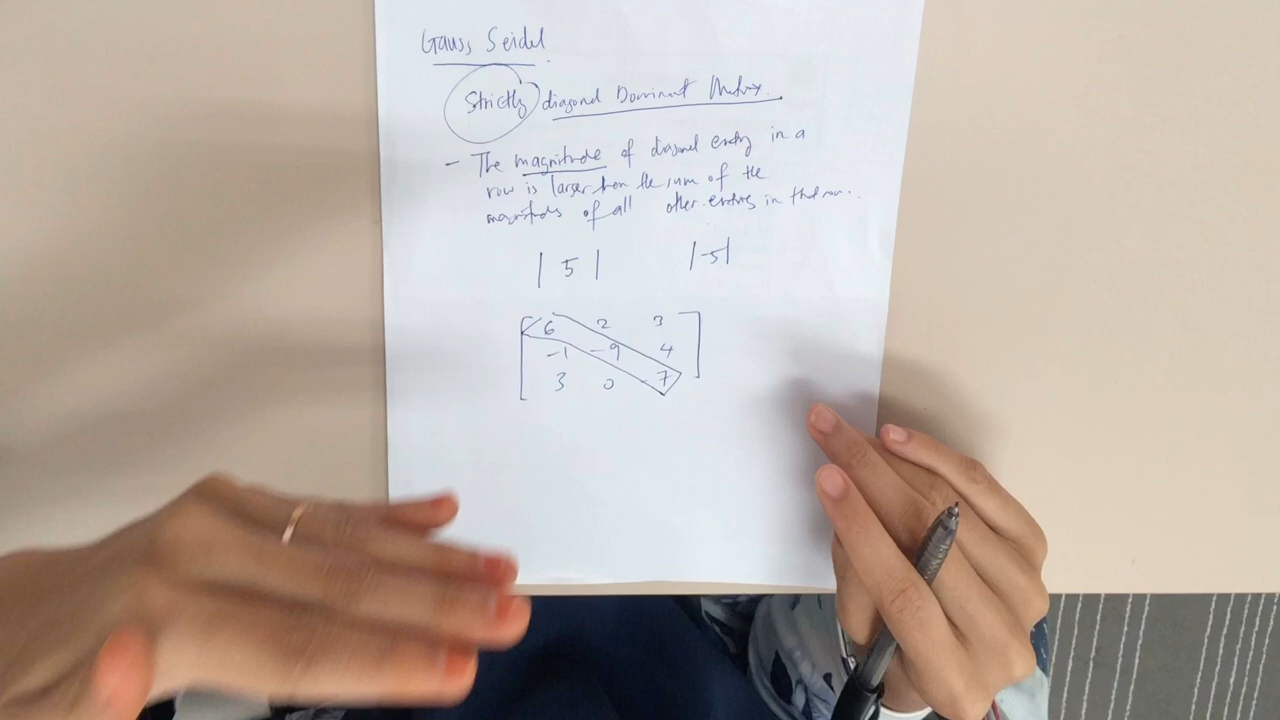 Gauss Seidel
Strictly diagonal Dominant Matrix.
- The magnitude of diagonal entry in a
row is larger than the sum of the
magnitudes of all other entries in that row.
| 5 | |-5|
6 2 3
-1 -9 4
3 0 -7